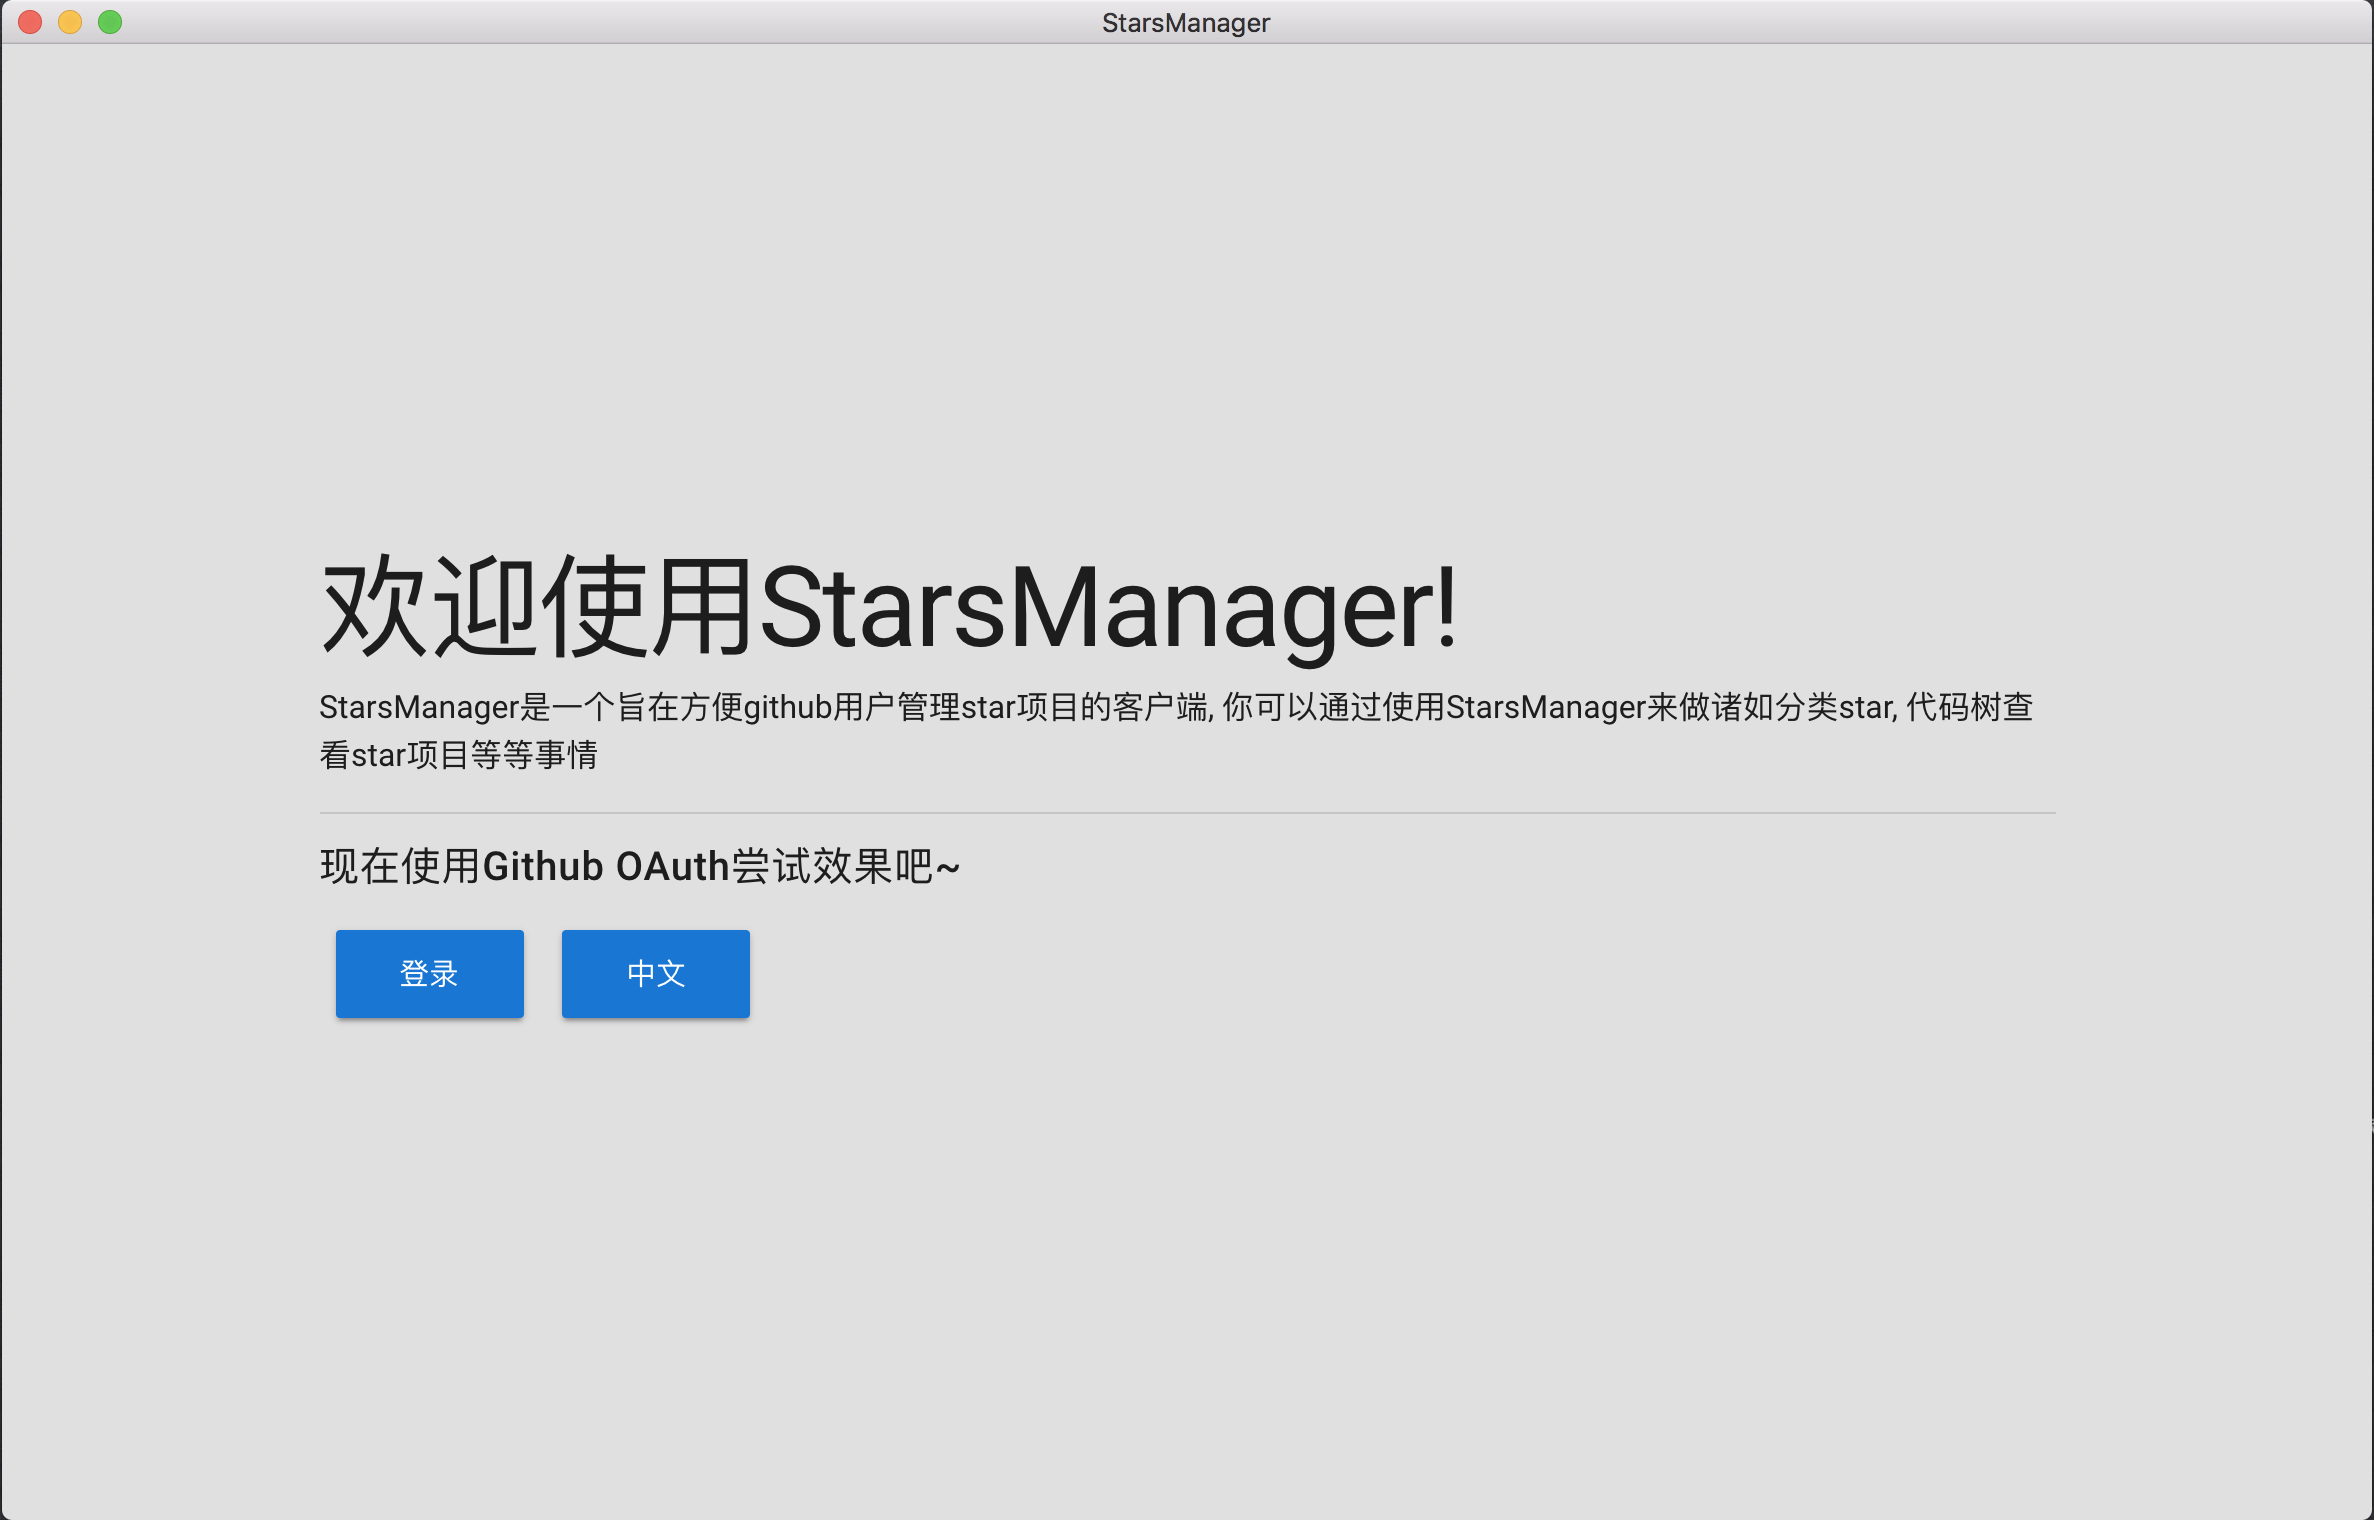 StarsManager
欢迎使用StarsManager!
StarsManager是一个旨在方便github用户管理star项目的客户端, 你可以通过使用StarsManager来做诸如分类star, 代码树查
看star项目等等事情
现在使用Github OAuth尝试效果吧~
登录
中文